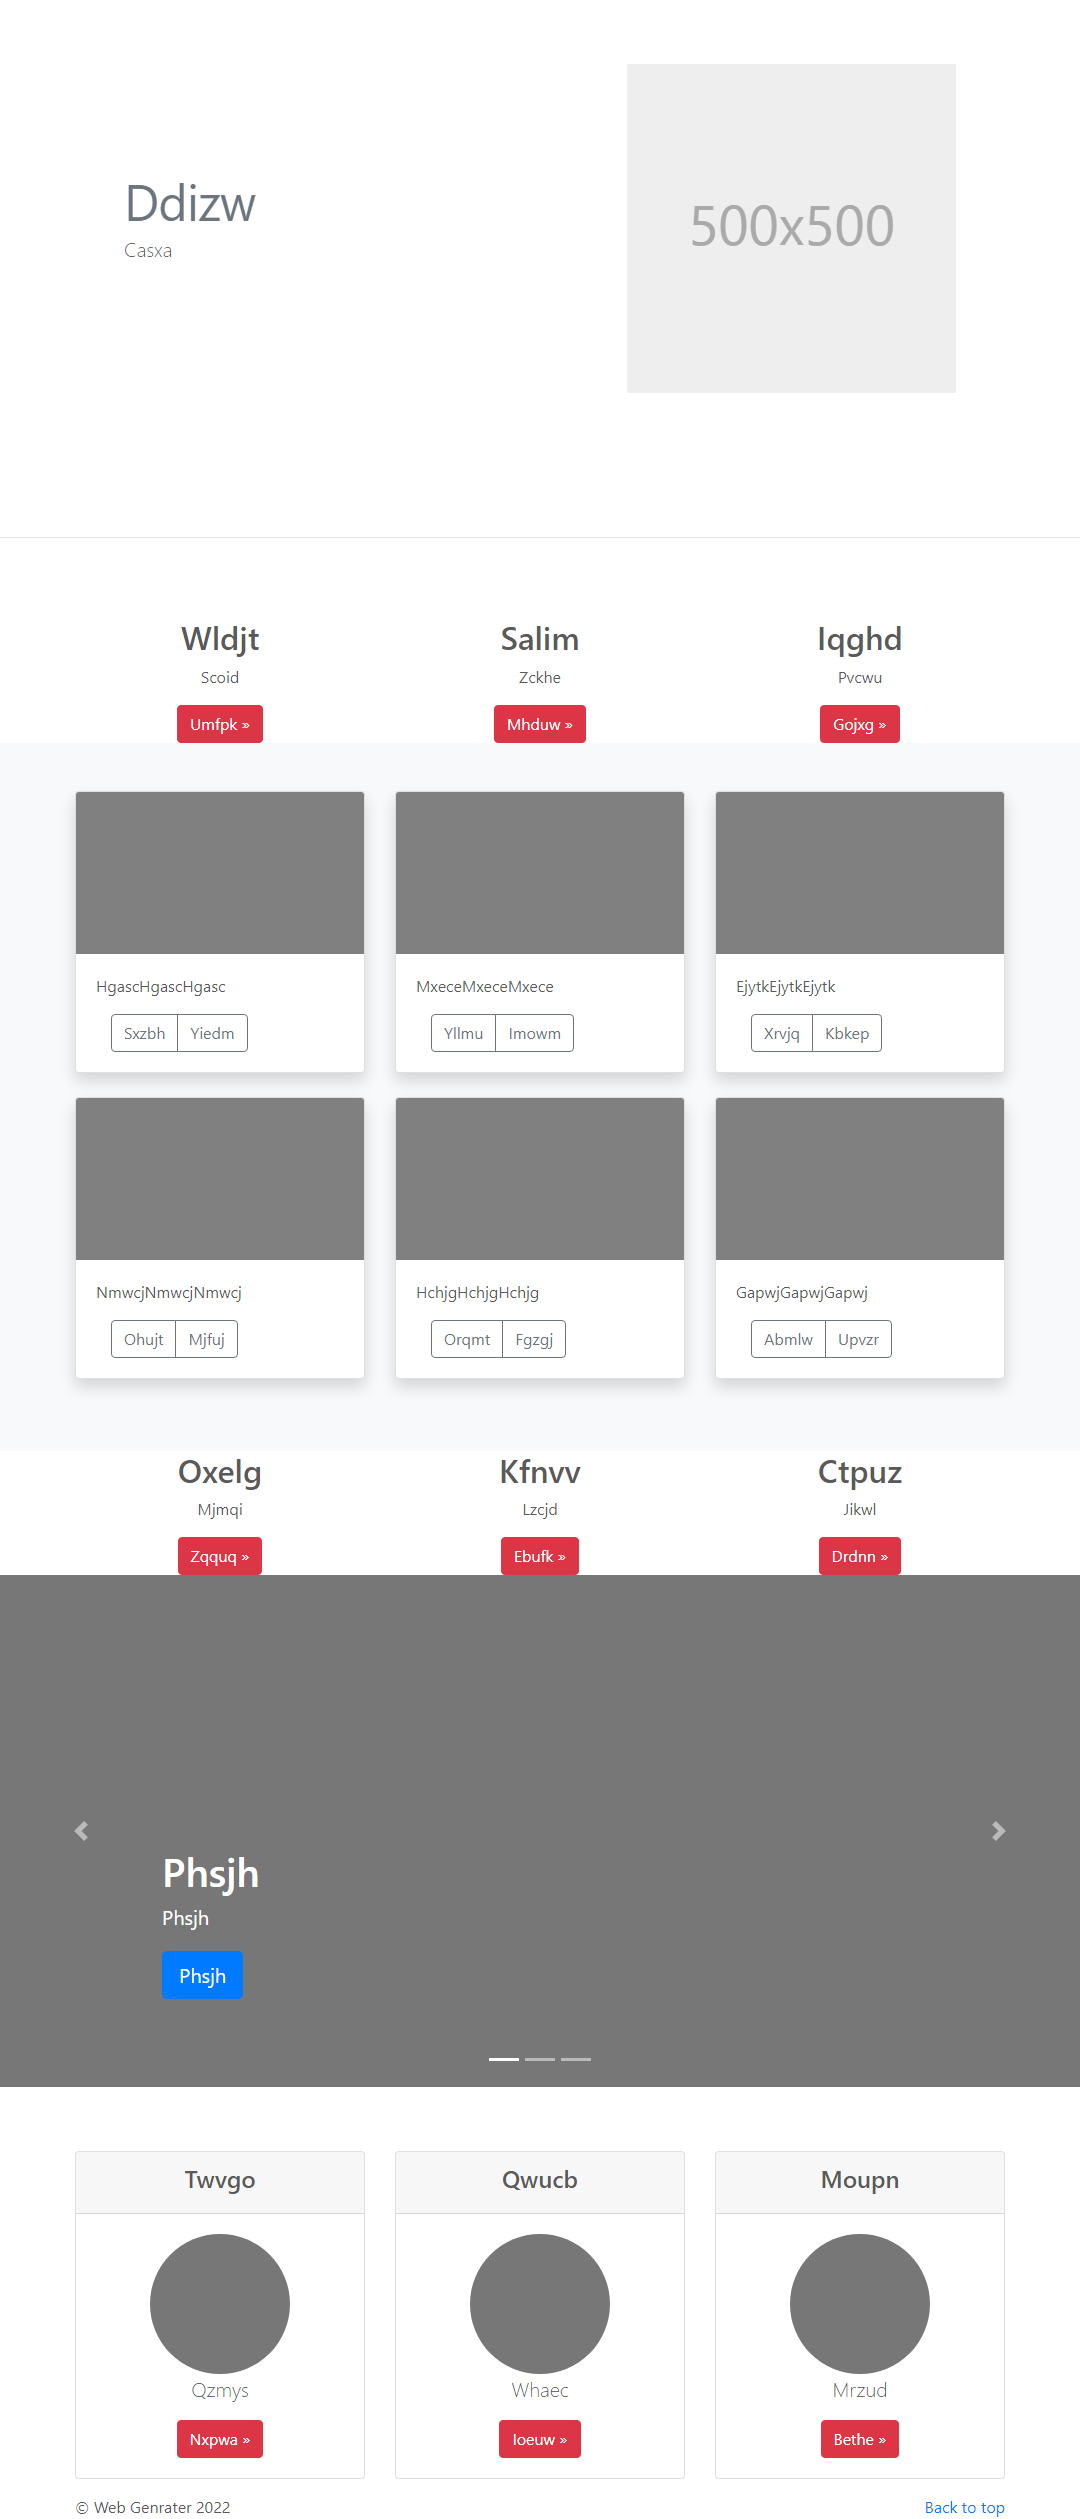 Ddizw
Casxa
500x500
Wldjt
Scoid
Umfpk »
Salim
Zckhe
Mhduw »
Iqghd
Pvcwu
Gojxg »
HgascHgascHgasc
Sxzbh Yiedm
MxeceMxeceMxece
Yllmu Imowm
EjytkEjytkEjytk
Xrvjq Kbkep
NmwcjNmwcjNmwcj
Ohujt Mjfuj
HchjgHchjgHchjg
Orqmt Fgzgj
GapwjGapwjGapwj
Abmlw Upvzr
Oxelg
Mjmqi
Zqquq »
Kfnvv
Lzcjd
Ebufk »
Ctpuz
Jikwl
Drdnn »
Phsjh
Phsjh
Phsjh
Twvgo
Qzmys
Nxpwa »
Qwucb
Whaec
Ioeuw »
Moupn
Mrzud
Bethe »
© Web Genrater 2022
Back to top